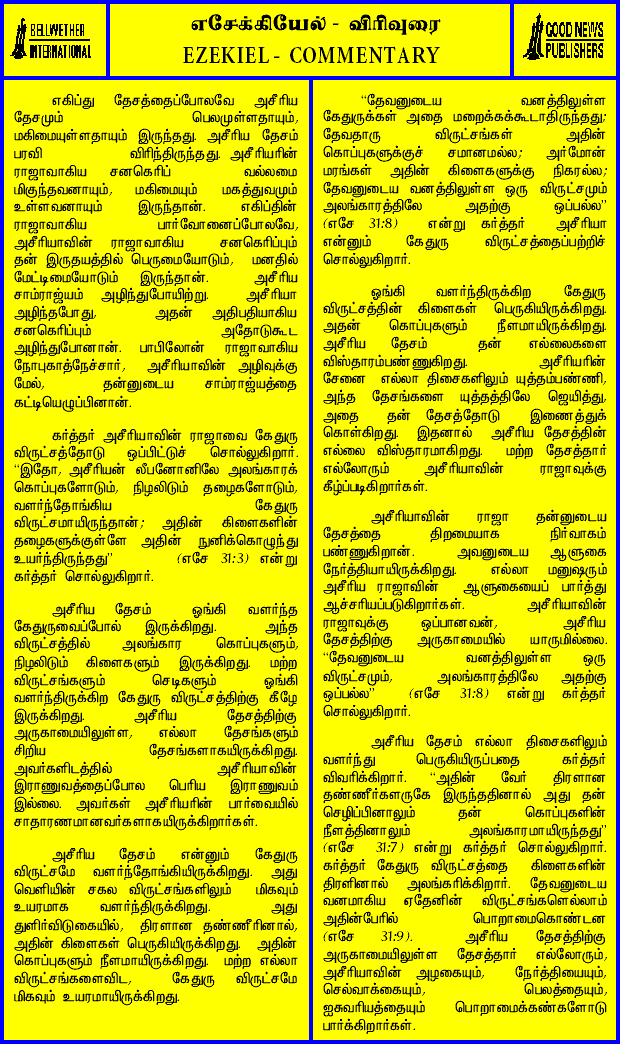 BELLWETHER
INTERNATIONAL
எசேக்கியேல் - விரிவுரை
EZEKIEL - COMMENTARY
GOOD NEWS
PUBLISHERS
எகிப்து தேசத்தைப்போலவே அசீரிய
தேசமும் பெலமுள்ளதாயும்,
மகிமையுள்ளதாயும் இருந்தது. அசீரிய தேசம்
பரவி விரிந்திருந்தது. அசீரியரின்
ராஜாவாகிய சனகெரிப் வல்லமை
மிகுந்தவனாயும், மகிமையும் மகத்துவமும்
உள்ளவனாயும் இருந்தான். எகிப்தின்
ராஜாவாகிய பார்வோனைப்போலவே,
அசீரியாவின் ராஜாவாகிய சனகெரிப்பும்
தன் இருதயத்தில் பெருமையோடும், மனதில்
மேட்டிமையோடும் இருந்தான். அசீரிய
சாம்ராஜ்யம் அழிந்துபோயிற்று. அசீரியா
அழிந்தபோது, அதன் அதிபதியாகிய
சனகெரிப்பும் அதோடுகூட
அழிந்துபோனான். பாபிலோன் ராஜாவாகிய
நேபுகாத்நேச்சார், அசீரியாவின் அழிவுக்கு
மேல், தன்னுடைய சாம்ராஜ்யத்தை
கட்டியெழுப்பினான்.
கர்த்தர் அசீரியாவின் ராஜாவை கேதுரு
விருட்சத்தோடு ஒப்பிட்டுச் சொல்லுகிறார்.
“இதோ, அசீரியன் லீபனோனிலே அலங்காரக்
கொப்புகளோடும், நிழலிடும் தழைகளோடும்,
வளர்ந்தோங்கிய கேதுரு
விருட்சமாயிருந்தான்; அதின் கிளைகளின்
தழைகளுக்குள்ளே அதின் நுனிக்கொழுந்து
உயர்ந்திருந்தது” (எசே 31:3) என்று
கர்த்தர் சொல்லுகிறார்.
அசீரிய தேசம் ஓங்கி வளர்ந்த
கேதுருவைப்போல் இருக்கிறது. அந்த
விருட்சத்தில் அலங்கார கொப்புகளும்,
நிழலிடும் கிளைகளும் இருக்கிறது. மற்ற
விருட்சங்களும் செடிகளும் ஓங்கி
வளர்ந்திருக்கிற கேதுரு விருட்சத்திற்கு கீழே
இருக்கிறது. அசீரிய தேசத்திற்கு
அருகாமையிலுள்ள, எல்லா தேசங்களும்
சிறிய தேசங்களாகயிருக்கிறது.
அவர்களிடத்தில் அசீரியாவின்
இராணுவத்தைப்போல பெரிய இராணுவம்
இல்லை. அவர்கள் அசீரியரின் பார்வையில்
சாதாரணமானவர்களாகயிருக்கிறார்கள்.
அசீரிய தேசம் என்னும் கேதுரு
விருட்சமே வளர்ந்தோங்கியிருக்கிறது. அது
வெளியின் சகல விருட்சங்களிலும் மிகவும்
உயரமாக வளர்ந்திருக்கிறது. அது
துளிர்விடுகையில், திரளான தண்ணீரினால்,
அதின் கிளைகள் பெருகியிருக்கிறது. அதின்
கொப்புகளும் நீளமாயிருக்கிறது. மற்ற எல்லா
விருட்சங்களைவிட, கேதுரு விருட்சமே
மிகவும் உயரமாயிருக்கிறது.
“தேவனுடைய வனத்திலுள்ள
கேதுருக்கள் அதை மறைக்கக்கூடாதிருந்தது;
தேவதாரு விருட்சங்கள் அதின்
கொப்புகளுக்குச் சமானமல்ல; அர்மோன்
மரங்கள் அதின் கிளைகளுக்கு நிகரல்ல;
தேவனுடைய வனத்திலுள்ள ஒரு விருட்சமும்
அலங்காரத்திலே அதற்கு ஒப்பல்ல”
(எசே 31:8) என்று கர்த்தர் அசீரியா
என்னும் கேதுரு விருட்சத்தைப்பற்றிச்
சொல்லுகிறார்.
ஓங்கி வளர்ந்திருக்கிற கேதுரு
விருட்சத்தின் கிளைகள் பெருகியிருக்கிறது.
அதன் கொப்புகளும் நீளமாயிருக்கிறது.
அசீரிய தேசம் தன் எல்லைகளை
விஸ்தாரம்பண்ணுகிறது. அசீரியரின்
சேனை எல்லா திசைகளிலும் யுத்தம்பண்ணி,
அந்த தேசங்களை யுத்தத்திலே ஜெயித்து,
அதை தன் தேசத்தோடு இணைத்துக்
கொள்கிறது. இதனால் அசீரிய தேசத்தின்
எல்லை விஸ்தாரமாகிறது. மற்ற தேசத்தார்
எல்லோரும் அசீரியாவின் ராஜாவுக்கு
கீழ்ப்படிகிறார்கள்.
அசீரியாவின் ராஜா தன்னுடைய
தேசத்தை திறமையாக நிர்வாகம்
பண்ணுகிறான். அவனுடைய ஆளுகை
நேர்த்தியாயிருக்கிறது. எல்லா மனுஷரும்
அசீரிய ராஜாவின் ஆளுகையைப் பார்த்து
ஆச்சரியப்படுகிறார்கள். அசீரியாவின்
ராஜாவுக்கு ஒப்பானவன், அசீரிய
தேசத்திற்கு அருகாமையில் யாருமில்லை.
“தேவனுடைய வனத்திலுள்ள ஒரு
விருட்சமும், அலங்காரத்திலே அதற்கு
ஒப்பல்ல” (எசே 31:8) என்று கர்த்தர்
சொல்லுகிறார்.
அசீரிய தேசம் எல்லா திசைகளிலும்
வளர்ந்து பெருகியிருப்பதை கர்த்தர்
விவரிக்கிறார். “அதின் வேர் திரளான
தண்ணீர்களருகே இருந்ததினால் அது தன்
செழிப்பினாலும் தன் கொப்புகளின்
நீளத்தினாலும் அலங்காரமாயிருந்தது”
(எசே 31:7) என்று கர்த்தர் சொல்லுகிறார்.
கர்த்தர் கேதுரு விருட்சத்தை கிளைகளின்
திரளினால் அலங்கரிக்கிறார். தேவனுடைய
வனமாகிய ஏதேனின் விருட்சங்களெல்லாம்
அதின்பேரில் பொறாமைகொண்டன
(எசே 31:9). அசீரிய தேசத்திற்கு
அருகாமையிலுள்ள தேசத்தார் எல்லோரும்,
அசீரியாவின் அழகையும், நேர்த்தியையும்,
செல்வாக்கையும், பெலத்தையும்,
ஐசுவரியத்தையும் பொறாமைக்கண்களோடு
பார்க்கிறார்கள்.